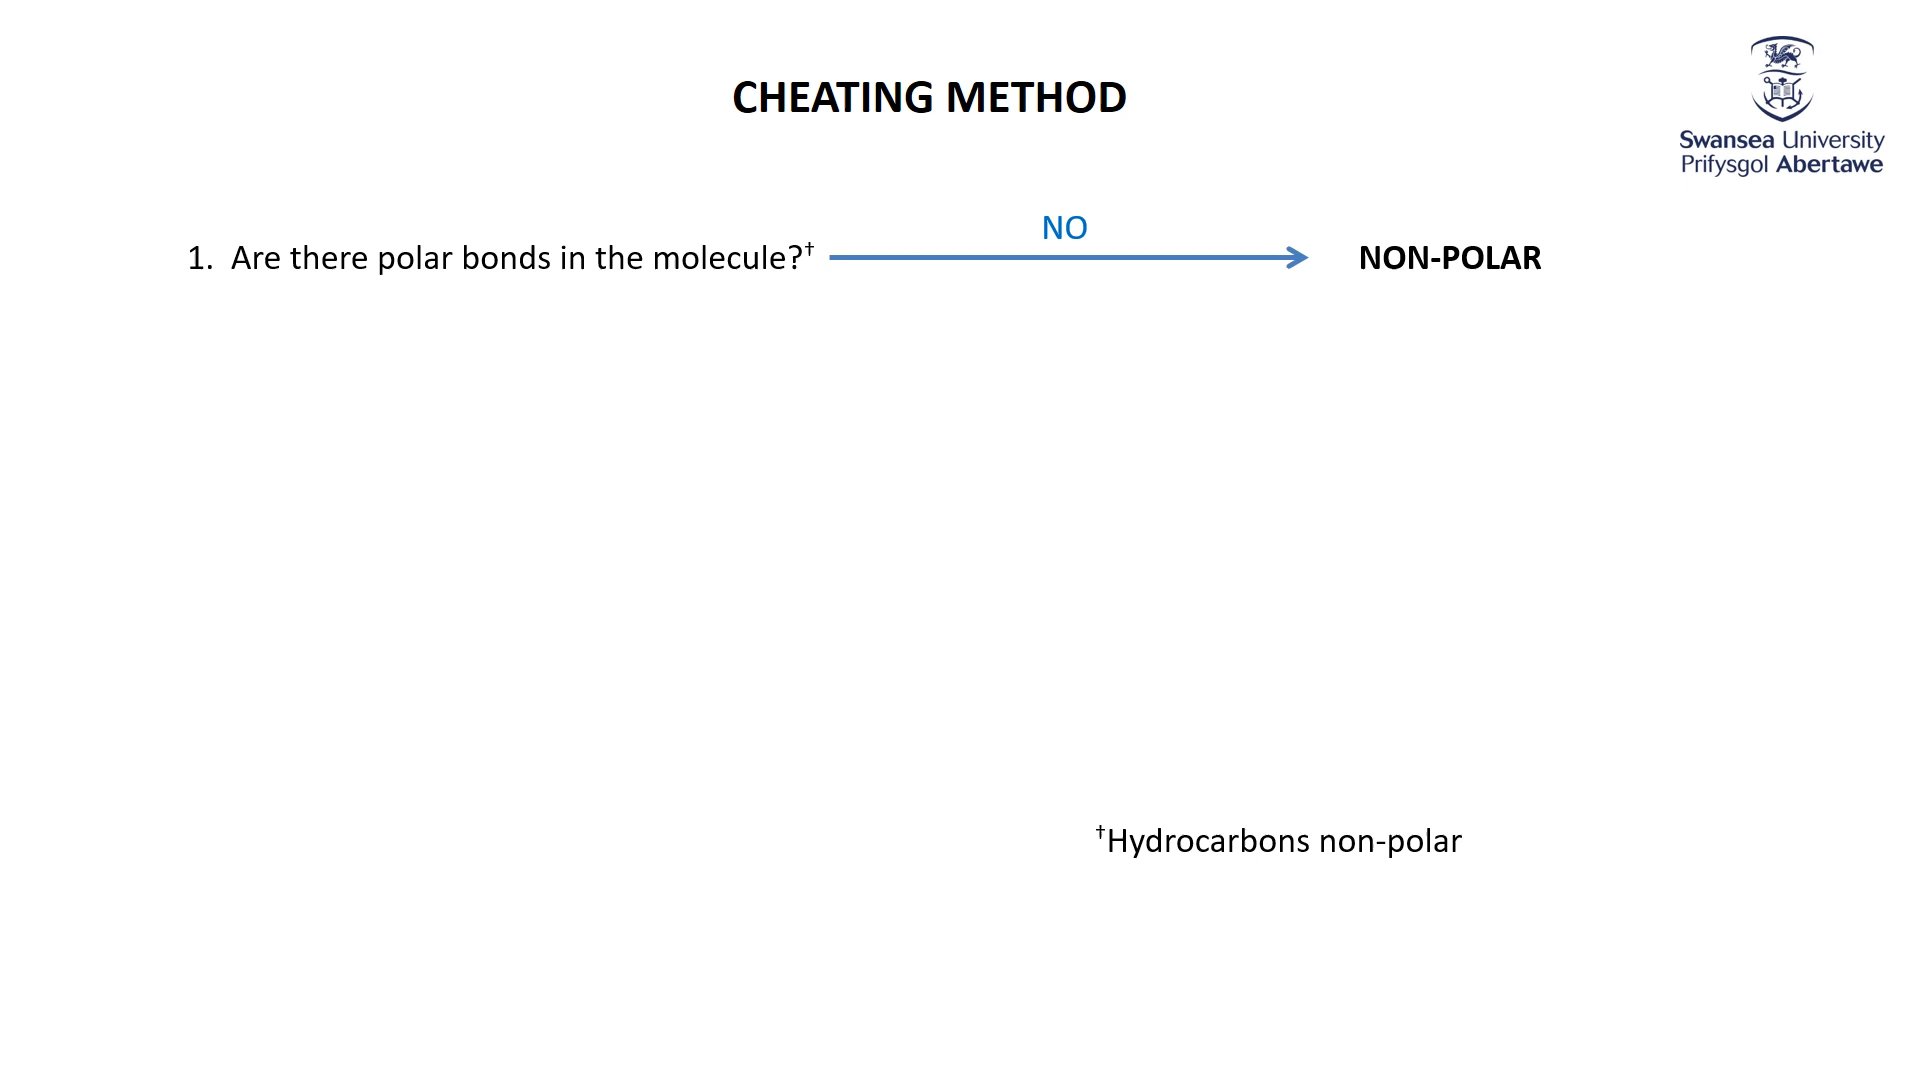 CHEATING METHOD
Swansea University
Prifysgol Abertawe
NO
1. Are there polar bonds in the molecule?†
NON-POLAR
†Hydrocarbons non-polar